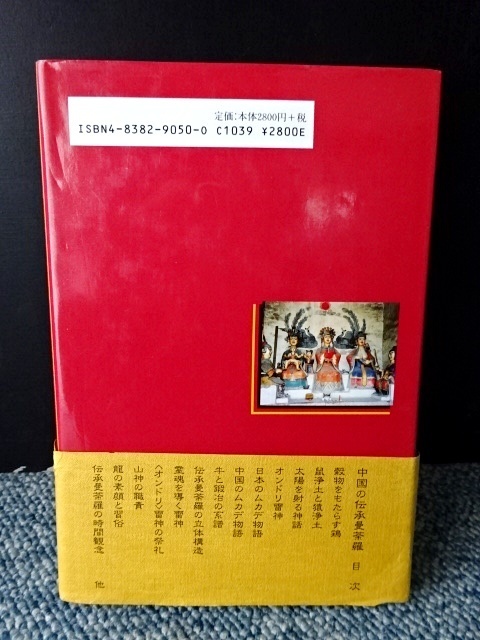 定価:本体2800円+税
ISBN4-8382-9050-0 C1039 ¥2800E
中国の伝承曼荼羅 目次
穀物をもたらす鶏
鼠浄土と猿浄土
太陽を射る神話
オンドリ雷神
日本のムカデ物語
中国のムカデ物語
牛と鍛冶の系譜
伝承曼荼羅の立体構造
霊魂を導く雷神
〈オンドリ〉雷神の祭礼
山神の職責
龍の素顔と習俗
伝承曼荼羅の時間観念
他